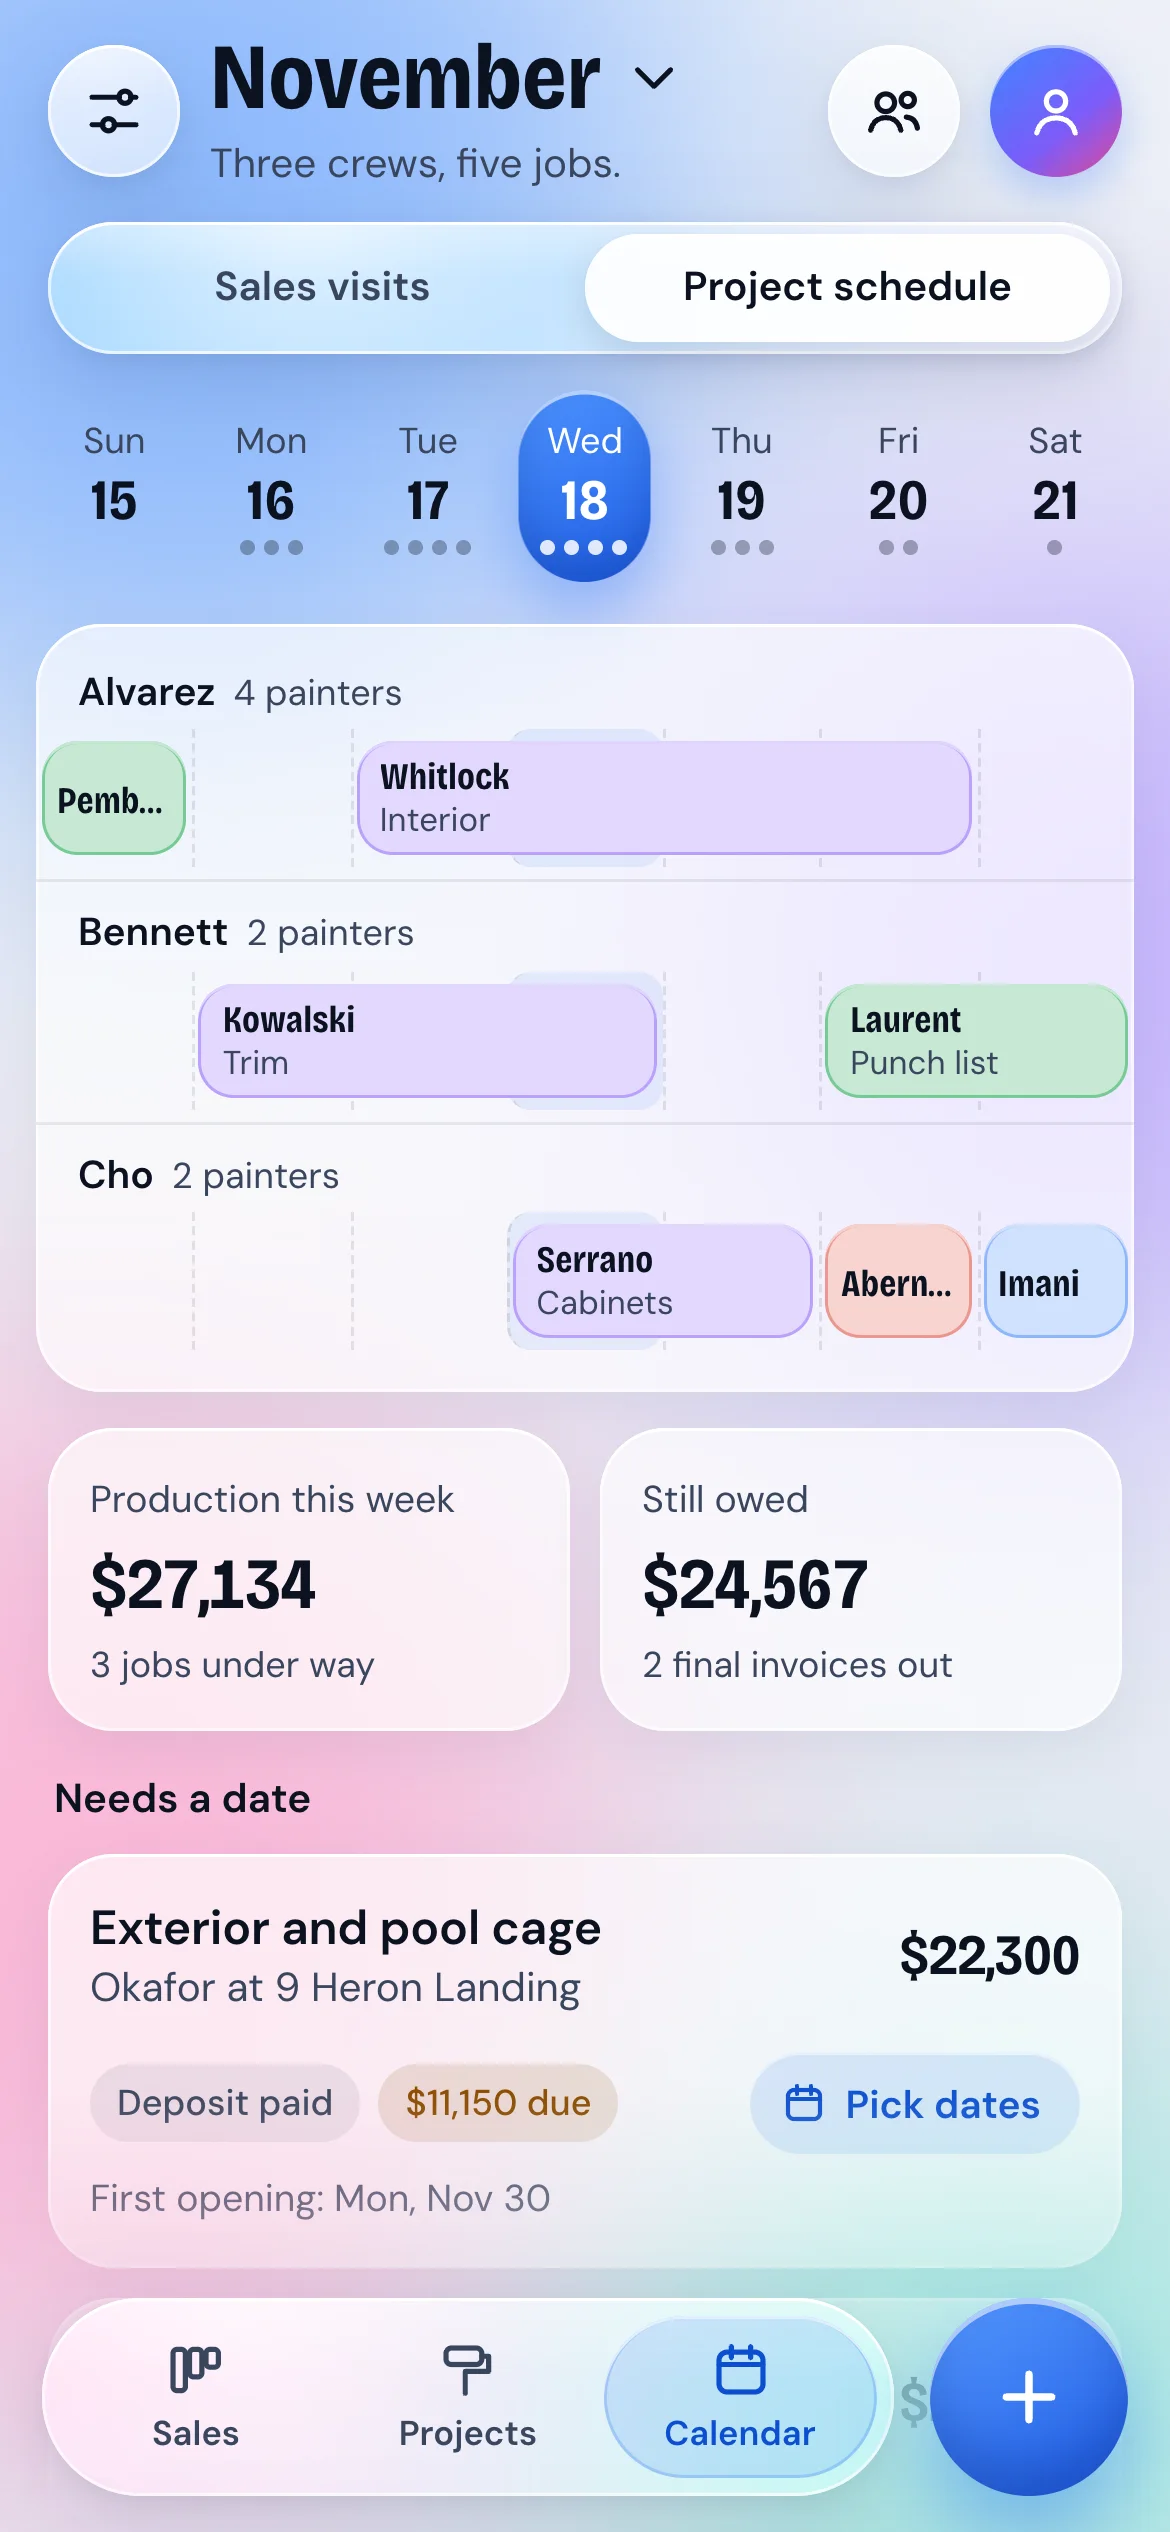 November
Three crews, five jobs.
Sales visits
Project schedule
Sun Mon Tue Wed Thu Fri Sat
15 16 17 18 19 20 21
Alvarez 4 painters
Pemb...
Whitlock
Interior
Bennett 2 painters
Kowalski
Trim
Laurent
Punch list
Cho 2 painters
Serrano
Cabinets
Abern...
Imani
Production this week
$27,134
3 jobs under way
Still owed
$24,567
2 final invoices out
Needs a date
Exterior and pool cage
Okafor at 9 Heron Landing
$22,300
Deposit paid
$11,150 due
Pick dates
First opening: Mon, Nov 30
$
Sales
Projects
Calendar